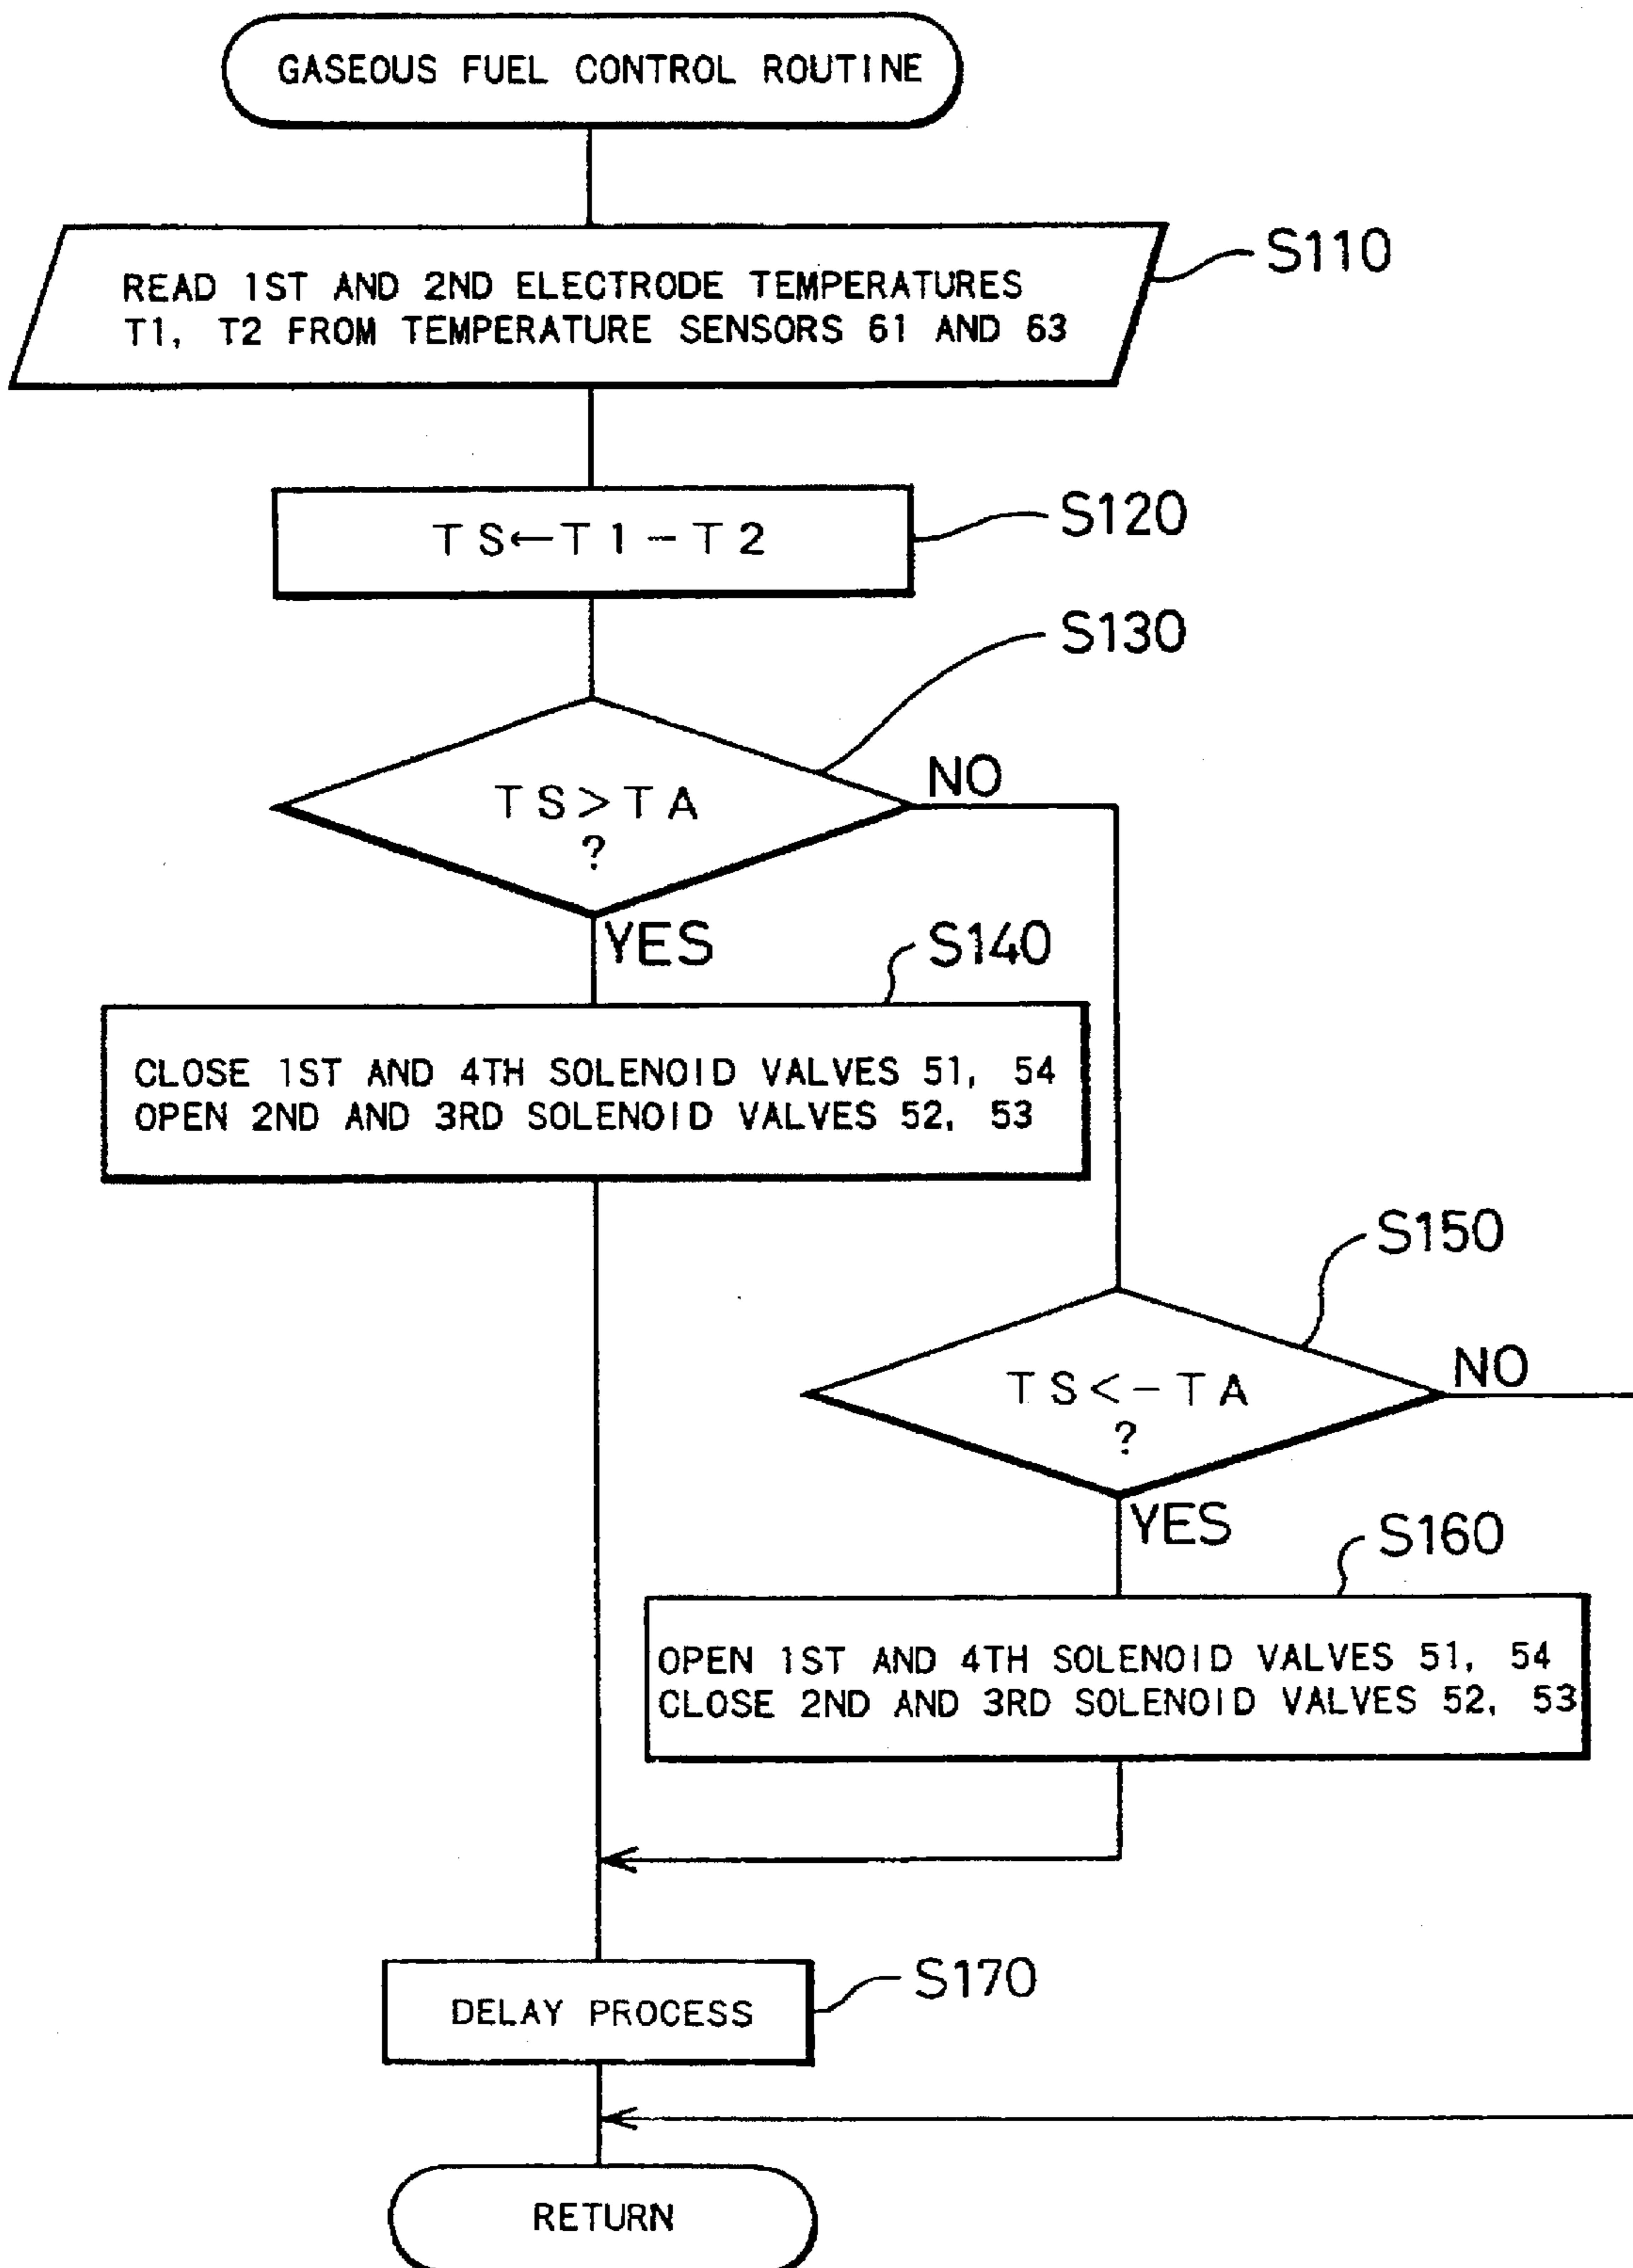 GASEOUS FUEL CONTROL ROUTINE
READ 1ST AND 2ND ELECTRODE TEMPERATURES
T1, T2 FROM TEMPERATURE SENSORS 61 AND 63
S110
TS←T1-T2
S120
S130
TS>TA
?
NO
YES
S140
CLOSE 1ST AND 4TH SOLENOID VALVES 51, 54
OPEN 2ND AND 3RD SOLENOID VALVES 52, 53
S150
TS<-TA
?
NO
YES
S160
OPEN 1ST AND 4TH SOLENOID VALVES 51, 54
CLOSE 2ND AND 3RD SOLENOID VALVES 52, 53
S170
DELAY PROCESS
RETURN